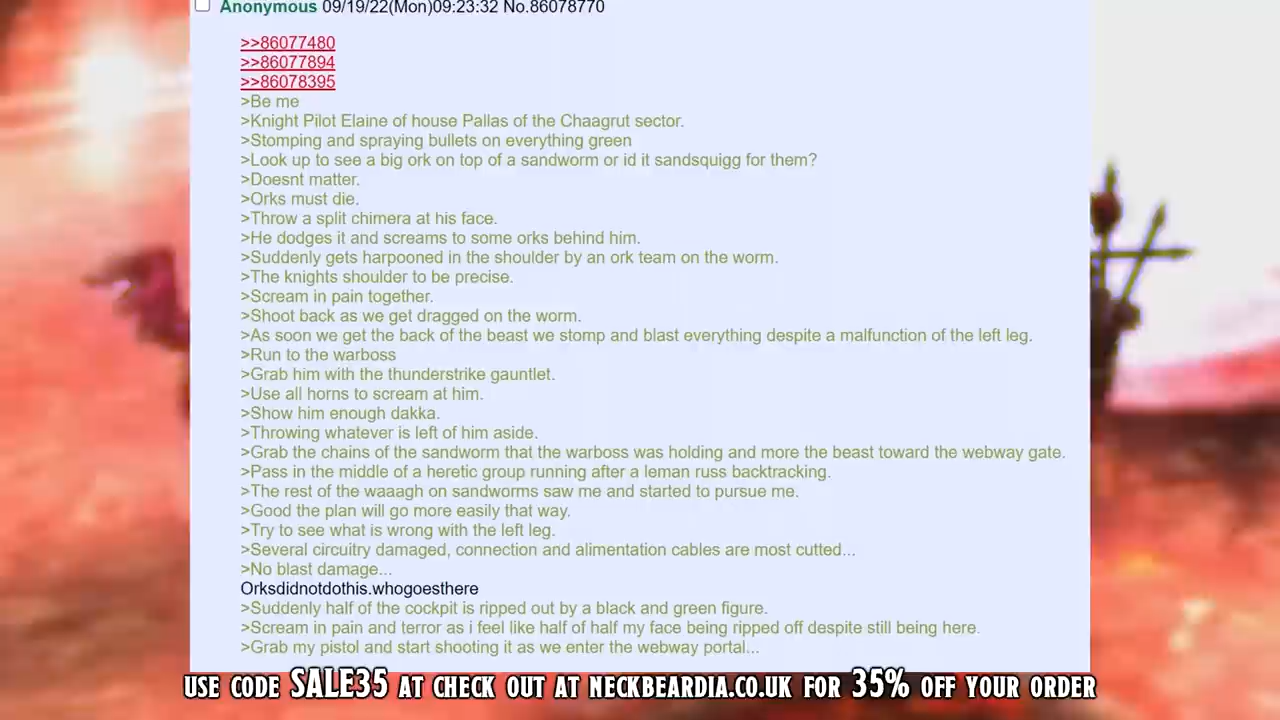 Anonymous 09/19/22(Mon)09:23:32 No.86078770
>>86077480
>>86077894
>>86078395
>Be me
>Knight Pilot Elaine of house Pallas of the Chaagrut sector.
>Stomping and spraying bullets on everything green
>Look up to see a big ork on top of a sandworm or id it sandsquigg for them?
>Doesnt matter.
>Orks must die.
>Throw a split chimera at his face.
>He dodges it and screams to some orks behind him.
>Suddenly gets harpooned in the shoulder by an ork team on the worm.
>The knights shoulder to be precise.
>Scream in pain together.
>Shoot back as we get dragged on the worm.
>As soon we get the back of the beast we stomp and blast everything despite a malfunction of the left leg.
>Run to the warboss
>Grab him with the thunderstrike gauntlet.
>Use all horns to scream at him.
>Show him enough dakka.
>Throwing whatever is left of him aside.
>Grab the chains of the sandworm that the warboss was holding and more the beast toward the webway gate.
>Pass in the middle of a heretic group running after a leman russ backtracking.
>The rest of the waaagh on sandworms saw me and started to pursue me.
>Good the plan will go more easily that way.
>Try to see what is wrong with the left leg.
>Several circuitry damaged, connection and alimentation cables are most cutted...
>No blast damage...
Orksdidnotdothis.whogoesthere
>Suddenly half of the cockpit is ripped out by a black and green figure.
>Scream in pain and terror as i feel like half of half my face being ripped off despite still being here.
>Grab my pistol and start shooting it as we enter the webway portal...
USE CODE SALE35 AT CHECK OUT AT NECKBEARDIA.CO.UK FOR 35% OFF YOUR ORDER